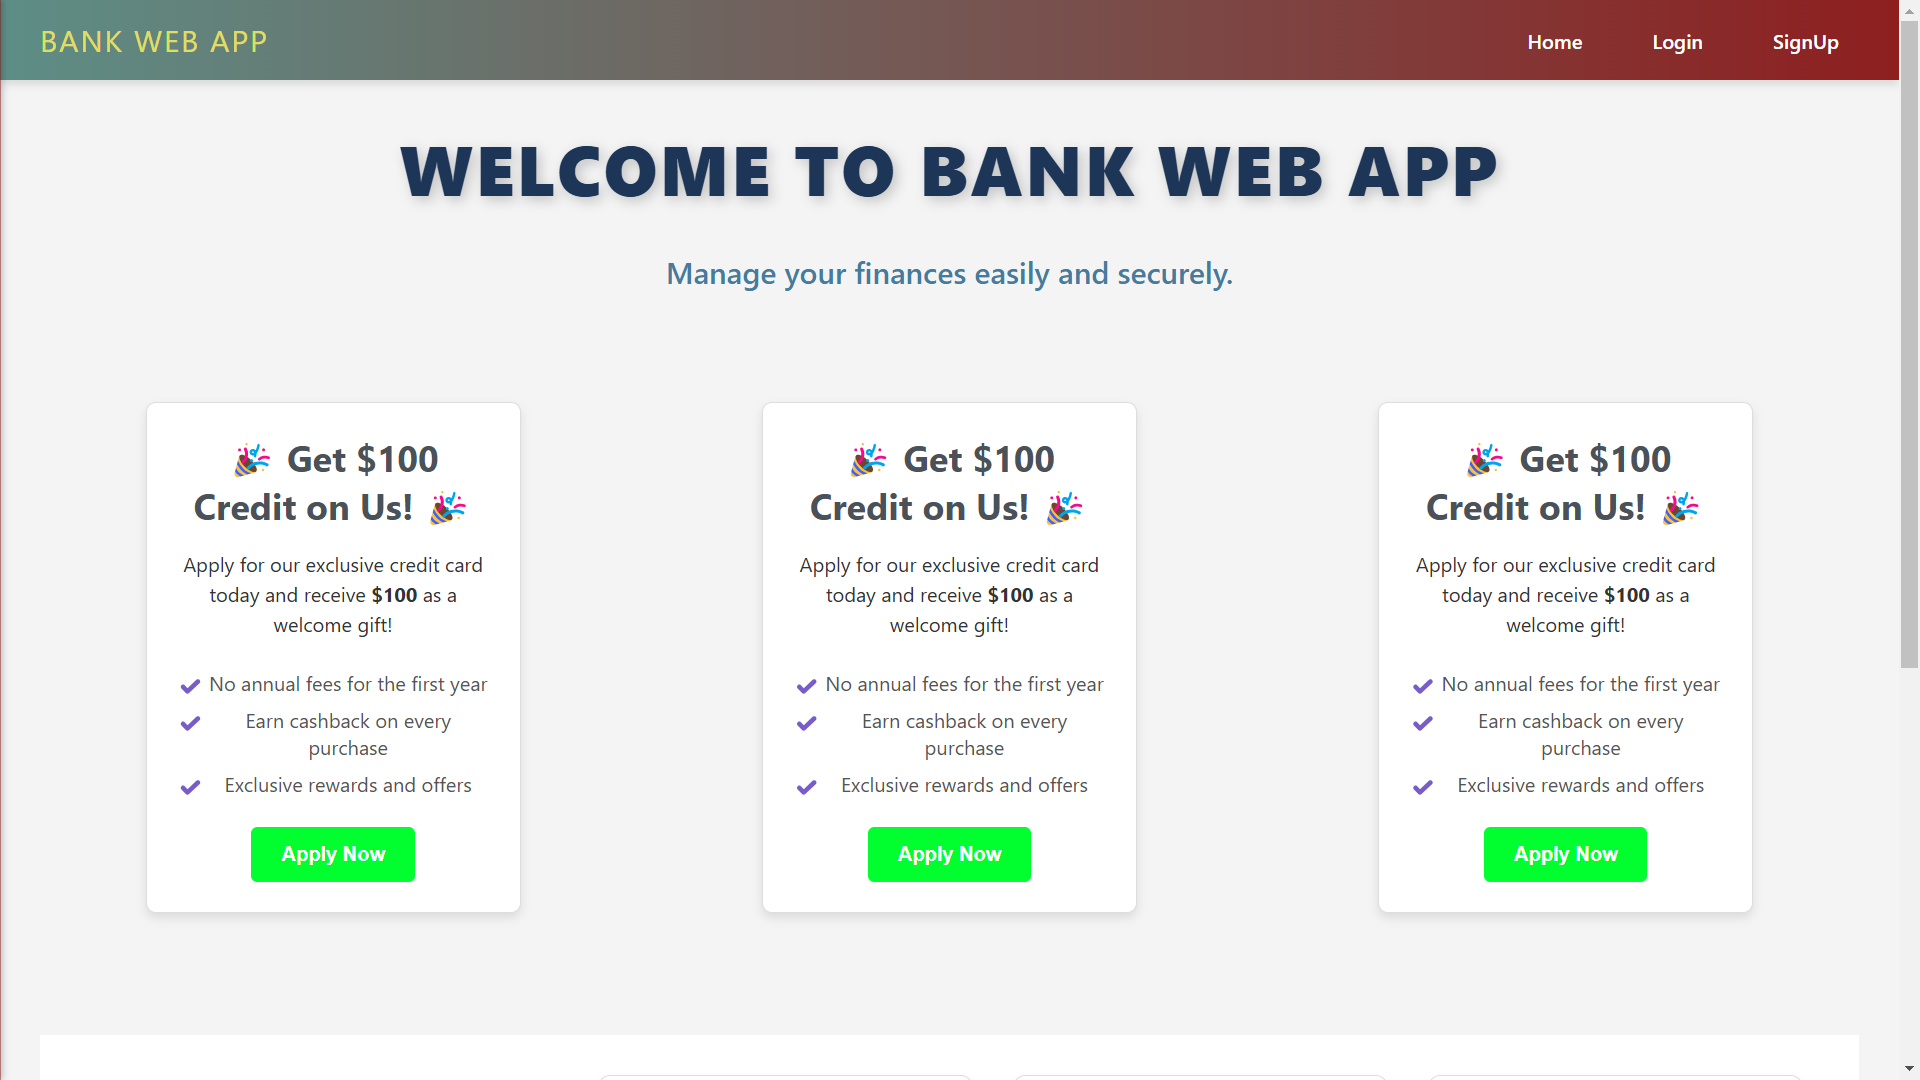 BANK WEB APP
Home
Login
SignUp
WELCOME TO BANK WEB APP
Manage your finances easily and securely.
🎉 Get $100
Credit on Us! 🎉
Apply for our exclusive credit card
today and receive $100 as a
welcome gift!
No annual fees for the first year
Earn cashback on every
purchase
Exclusive rewards and offers
Apply Now
🎉 Get $100
Credit on Us! 🎉
Apply for our exclusive credit card
today and receive $100 as a
welcome gift!
No annual fees for the first year
Earn cashback on every
purchase
Exclusive rewards and offers
Apply Now
🎉 Get $100
Credit on Us! 🎉
Apply for our exclusive credit card
today and receive $100 as a
welcome gift!
No annual fees for the first year
Earn cashback on every
purchase
Exclusive rewards and offers
Apply Now